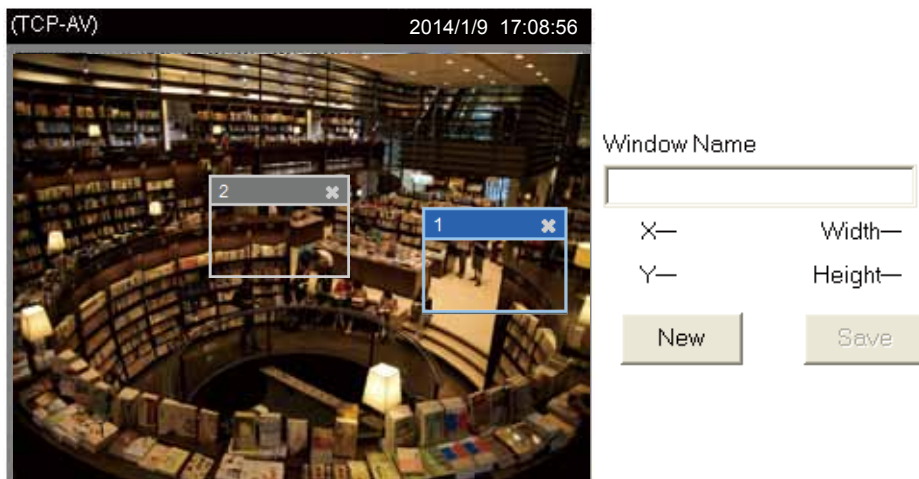 (TCP-AV) 2014/1/9 17:08:56
Window Name
2
1
X— Width—
Y— Height—
New Save